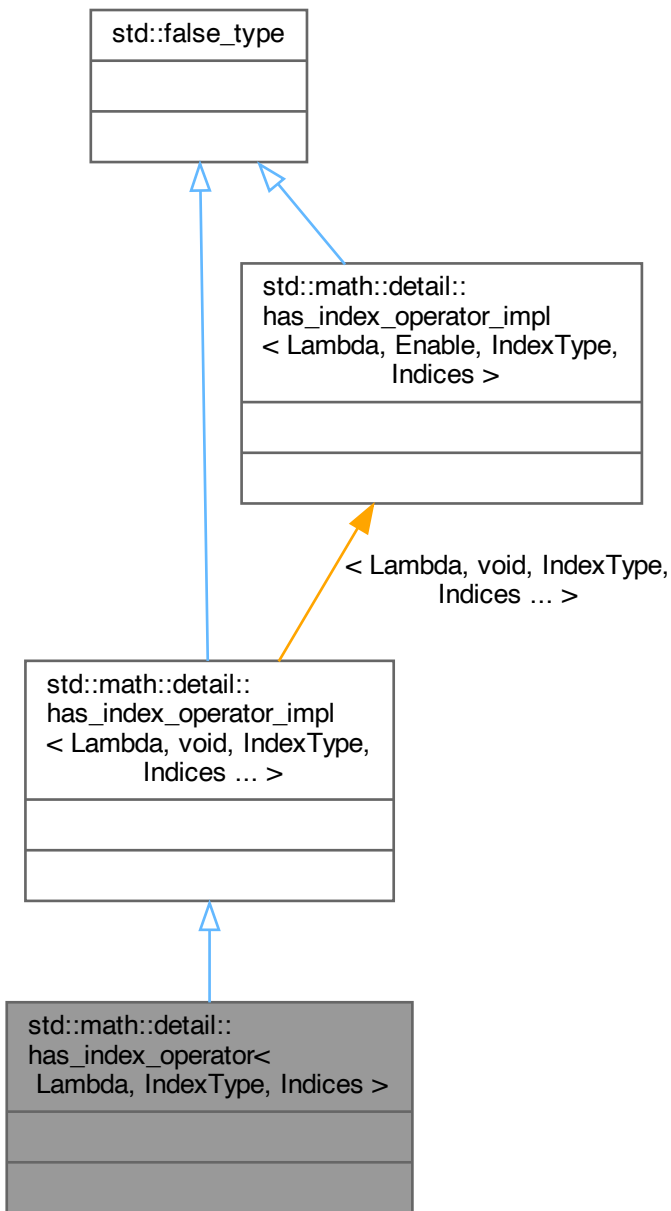 std::false_type
std::math::detail::
has_index_operator_impl
< Lambda, Enable, IndexType,
Indices >
< Lambda, void, IndexType,
Indices ... >
std::math::detail::
has_index_operator_impl
< Lambda, void, IndexType,
Indices ... >
std::math::detail::
has_index_operator<
Lambda, IndexType, Indices >